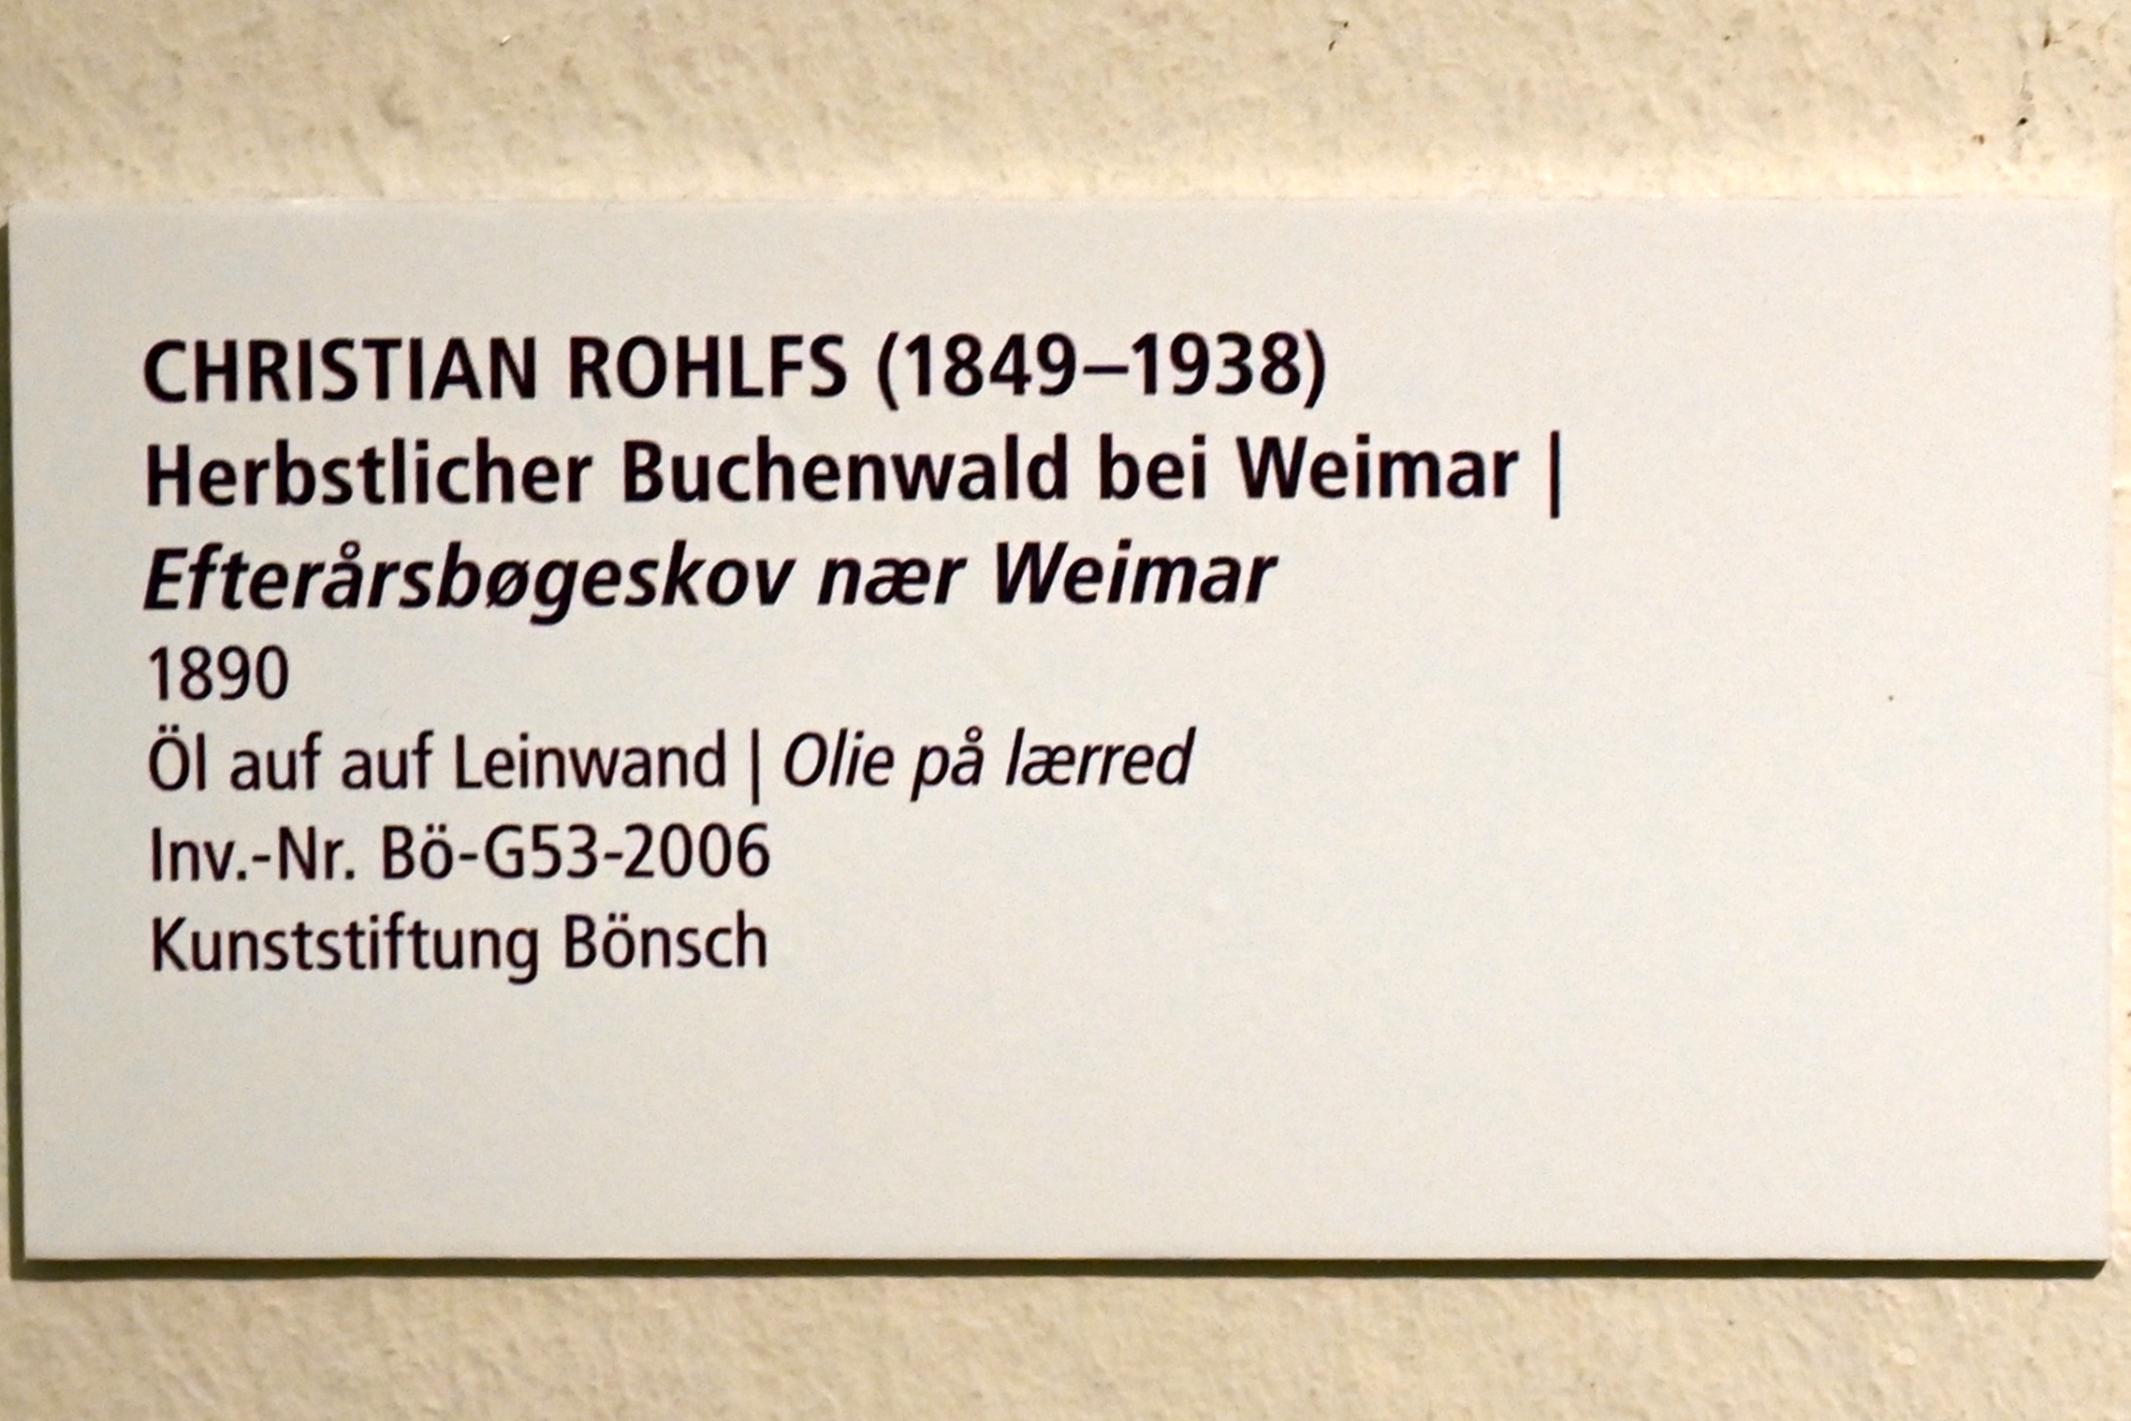 CHRISTIAN ROHLFS (1849–1938)
Herbstlicher Buchenwald bei Weimar |
Efterårsbøgeskov nær Weimar
1890
Öl auf auf Leinwand | Olie på lærred
Inv.-Nr. Bö-G53-2006
Kunststiftung Bönsch